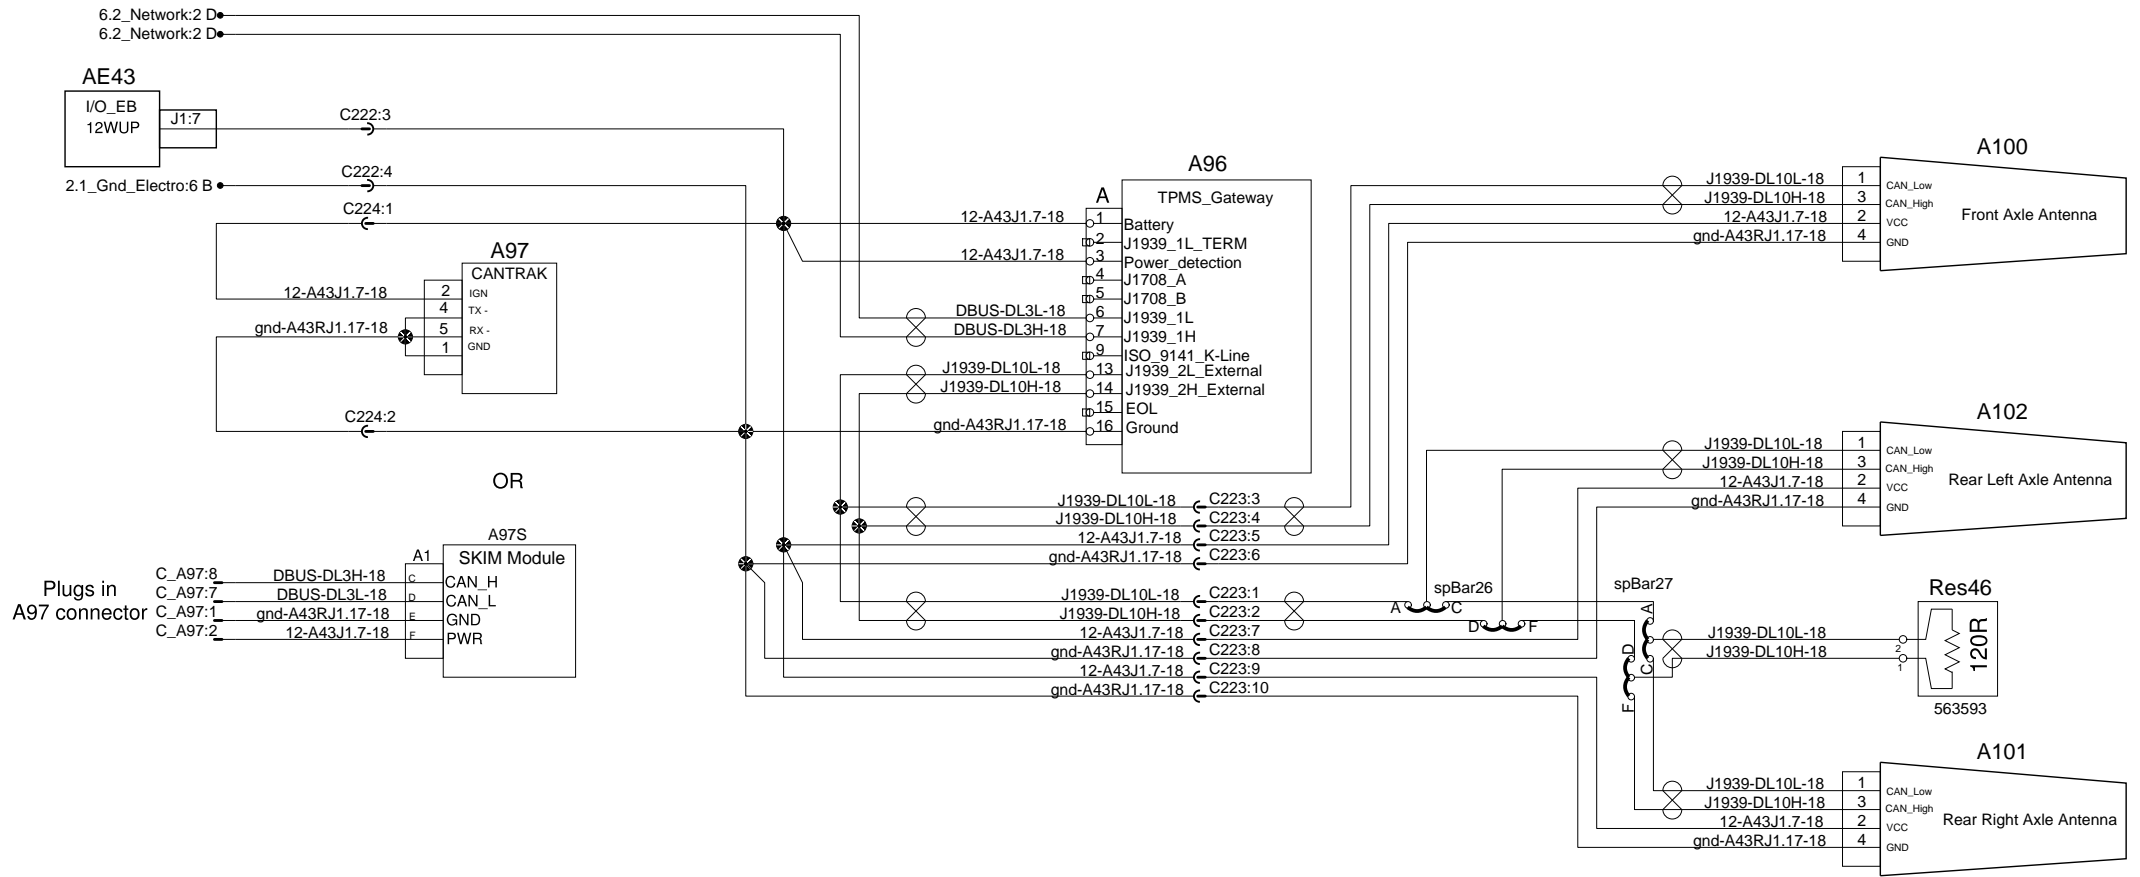 6.2_Network:2 D
6.2_Network:2 D
AE43
I/O_EB
12WUP
J1:7
C222:3
2.1_Gnd_Electro:6 B
C222:4
C224:1
A97
CANTRAK
12-A43J1.7-18
2
IGN
4
TX -
gnd-A43RJ1.17-18
5
RX -
1
GND
C224:2
OR
A97S
A1
SKIM Module
Plugs in
A97 connector
C_A97:8
DBUS-DL3H-18
C
CAN_H
C_A97:7
DBUS-DL3L-18
D
CAN_L
C_A97:1
gnd-A43RJ1.17-18
E
GND
C_A97:2
12-A43J1.7-18
F
PWR
A96
A
TPMS_Gateway
12-A43J1.7-18
1
Battery
2
J1939_1L_TERM
12-A43J1.7-18
3
Power_detection
4
J1708_A
5
J1708_B
DBUS-DL3L-18
6
J1939_1L
DBUS-DL3H-18
7
J1939_1H
9
ISO_9141_K-Line
J1939-DL10L-18
13
J1939_2L_External
J1939-DL10H-18
14
J1939_2H_External
15
EOL
gnd-A43RJ1.17-18
16
Ground
J1939-DL10L-18
C223:3
J1939-DL10H-18
C223:4
12-A43J1.7-18
C223:5
gnd-A43RJ1.17-18
C223:6
J1939-DL10L-18
C223:1
J1939-DL10H-18
C223:2
12-A43J1.7-18
C223:7
gnd-A43RJ1.17-18
C223:8
12-A43J1.7-18
C223:9
gnd-A43RJ1.17-18
C223:10
spBar26
A
C
D
F
spBar27
A
C
D
F
A100
J1939-DL10L-18
1
CAN_Low
J1939-DL10H-18
3
CAN_High
12-A43J1.7-18
2
VCC
gnd-A43RJ1.17-18
4
GND
Front Axle Antenna
A102
J1939-DL10L-18
1
CAN_Low
J1939-DL10H-18
3
CAN_High
12-A43J1.7-18
2
VCC
gnd-A43RJ1.17-18
4
GND
Rear Left Axle Antenna
Res46
J1939-DL10L-18
2
J1939-DL10H-18
1
120R
563593
A101
J1939-DL10L-18
1
CAN_Low
J1939-DL10H-18
3
CAN_High
12-A43J1.7-18
2
VCC
gnd-A43RJ1.17-18
4
GND
Rear Right Axle Antenna